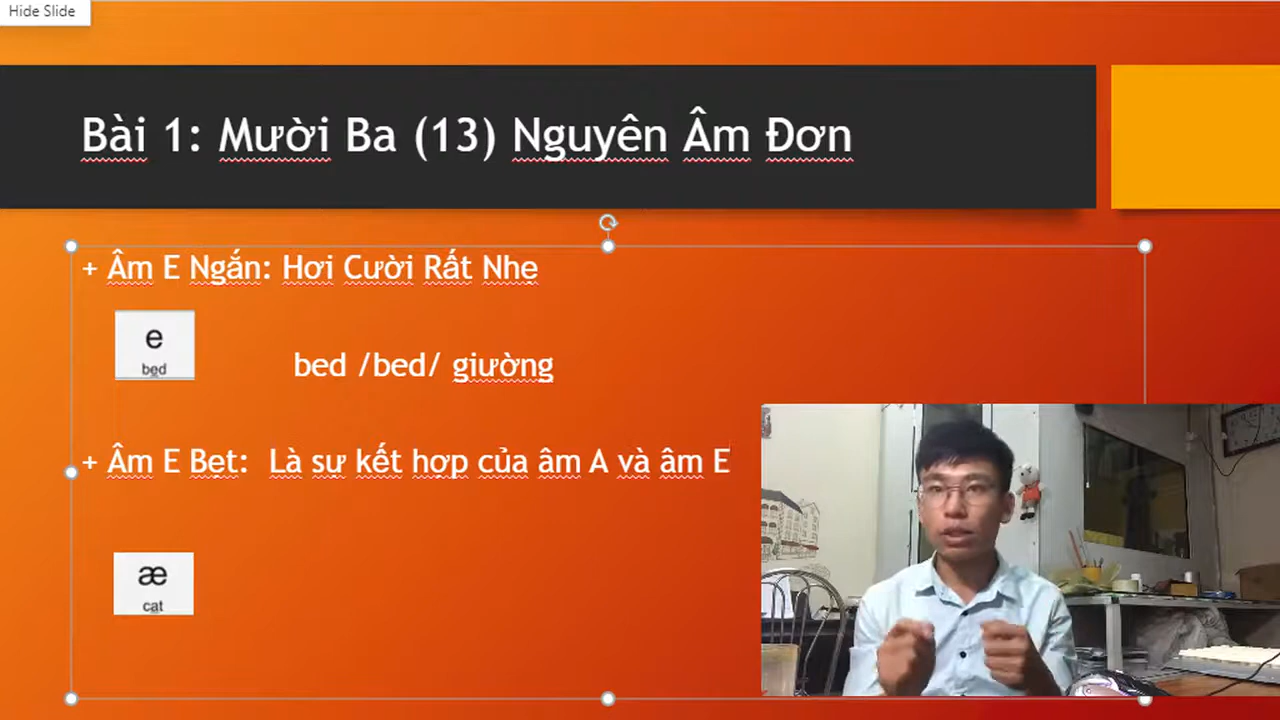 Hide Slide
Bài 1: Mười Ba (13) Nguyên Âm Đơn
+ Âm E Ngắn: Hơi Cười Rất Nhẹ
e
bed
bed /bed/ giường
+ Âm E Bẹt: Là sự kết hợp của âm A và âm E
æ
cat